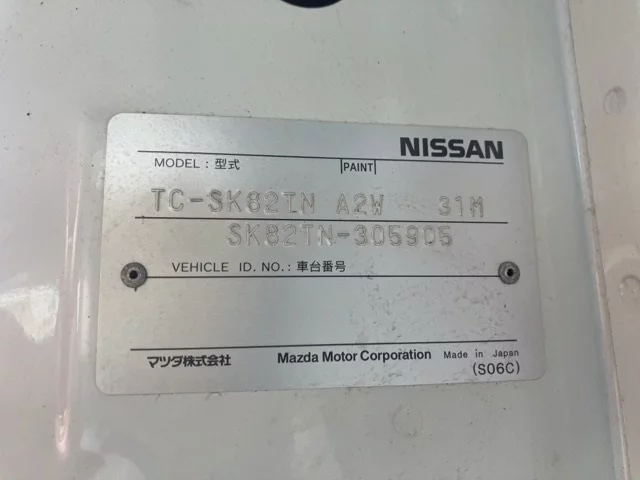 NISSAN
MODEL : 型式 PAINT
TC-SK82TN A2W 31M
SK82TN-305905
VEHICLE ID. NO. : 車台番号
マツダ株式会社 Mazda Motor Corporation Made in Japan
(S06C)